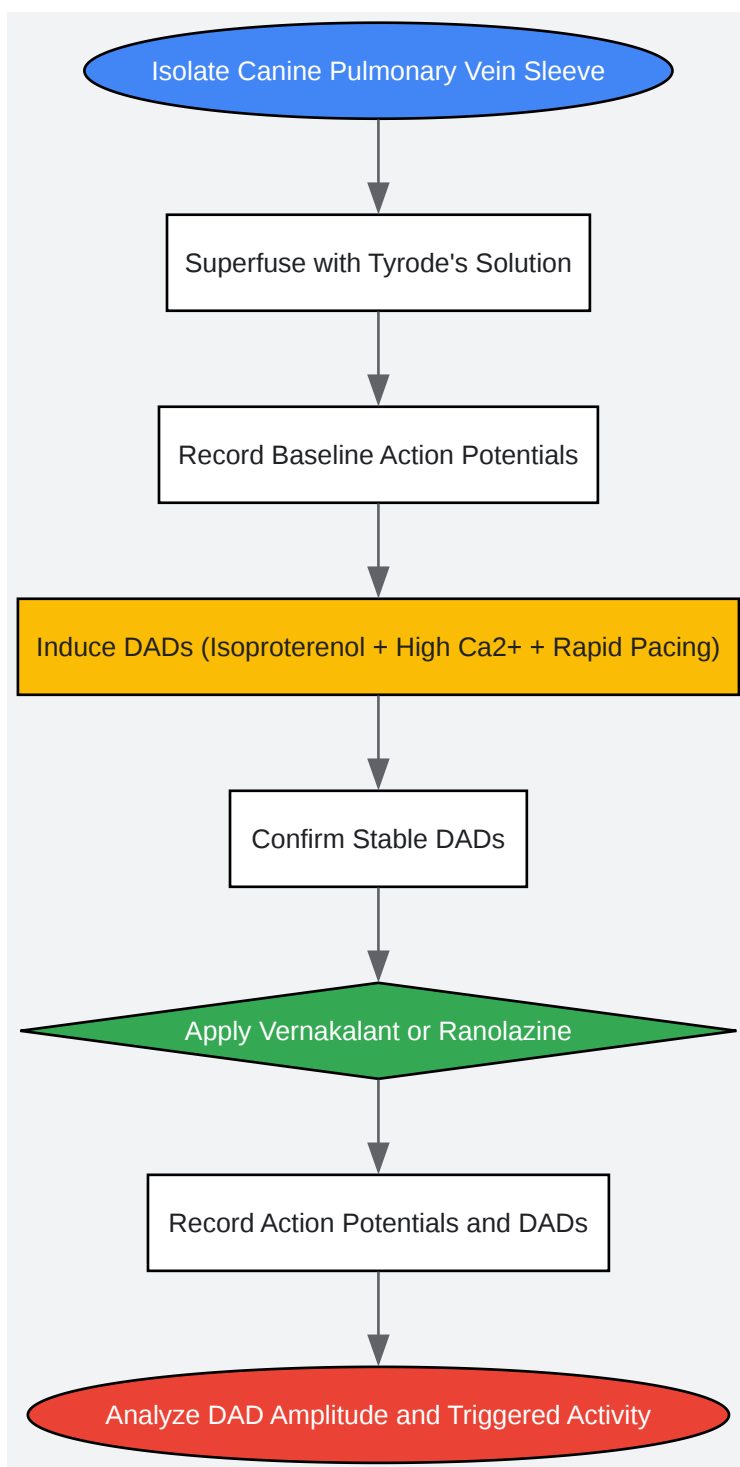 Isolate Canine Pulmonary Vein Sleeve
Superfuse with Tyrode's Solution
Record Baseline Action Potentials
Induce DADs (Isoproterenol + High Ca2+ + Rapid Pacing)
Confirm Stable DADs
Apply Vernakalant or Ranolazine
Record Action Potentials and DADs
Analyze DAD Amplitude and Triggered Activity